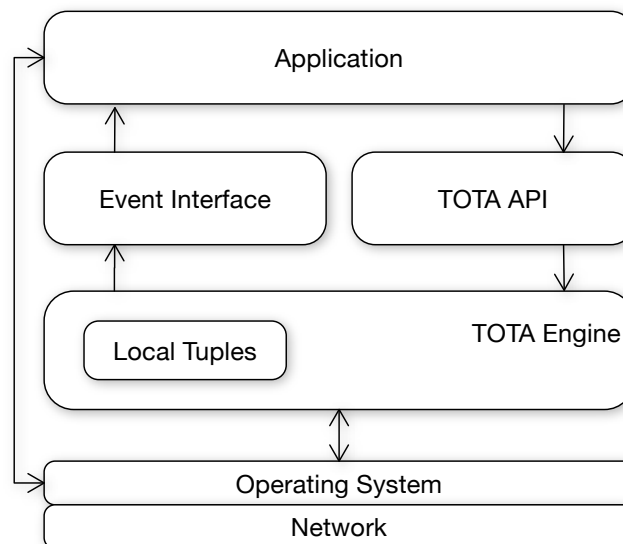 Application
Event Interface
TOTA API
TOTA Engine
Local Tuples
Operating System
Network